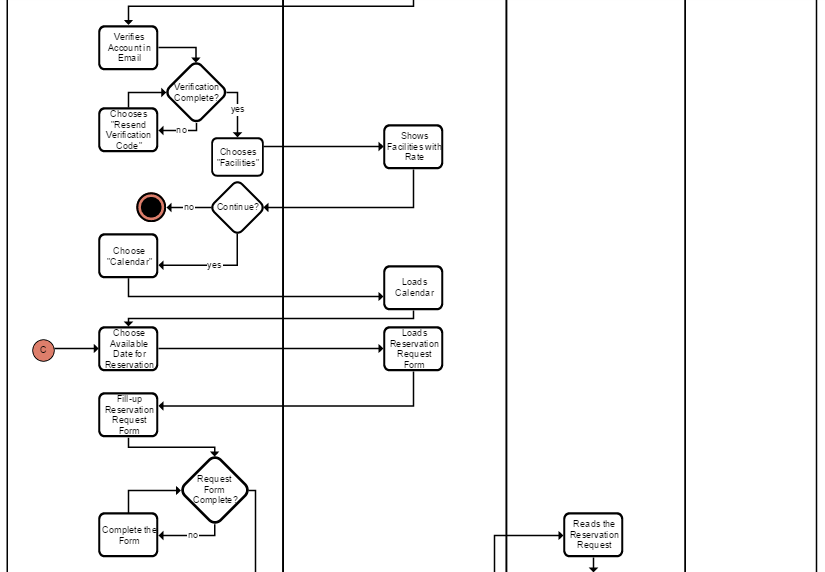 Verifies
Account in
Email
Verification
Complete?
yes
Chooses
"Resend
Verification
Code"
no
Chooses
"Facilities"
Shows
Facilities with
Rate
Continue?
no
Choose
"Calendar"
yes
Loads
Calendar
C
Choose
Available
Date for
Reservation
Loads
Reservation
Request
Form
Fill-up
Reservation
Request
Form
Request
Form
Complete?
Complete the
Form
no
Reads the
Reservation
Request